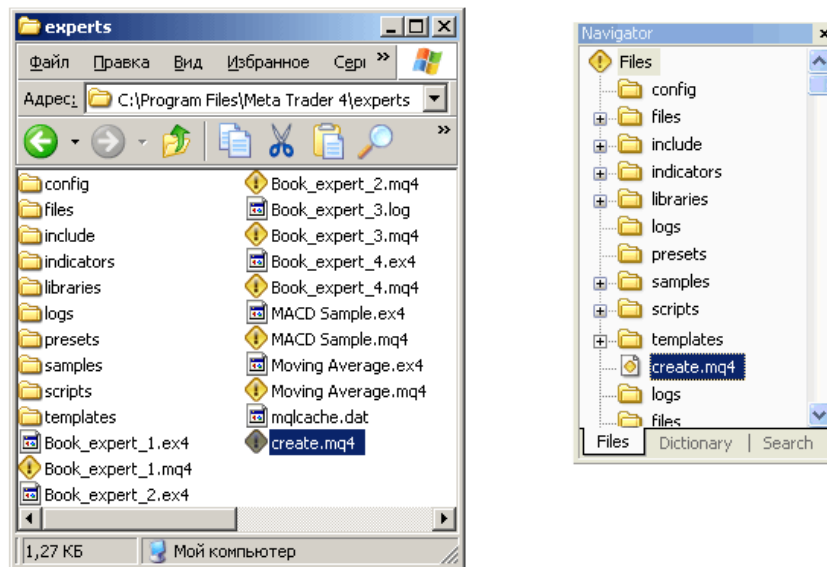 experts
Файл Правка Вид Избранное Серı »
Адрес: C:\Program Files\Meta Trader 4\experts
»
config
files
include
indicators
libraries
logs
presets
samples
scripts
templates
Book_expert_1.ex4
Book_expert_1.mq4
Book_expert_2.ex4
Book_expert_2.mq4
Book_expert_3.log
Book_expert_3.mq4
Book_expert_4.ex4
Book_expert_4.mq4
MACD Sample.ex4
MACD Sample.mq4
Moving Average.ex4
Moving Average.mq4
mqlcache.dat
create.mq4
1,27 КБ Мой компьютер
Navigator
Files
config
files
include
indicators
libraries
logs
presets
samples
scripts
templates
create.mq4
logs
files
Files Dictionary | Search